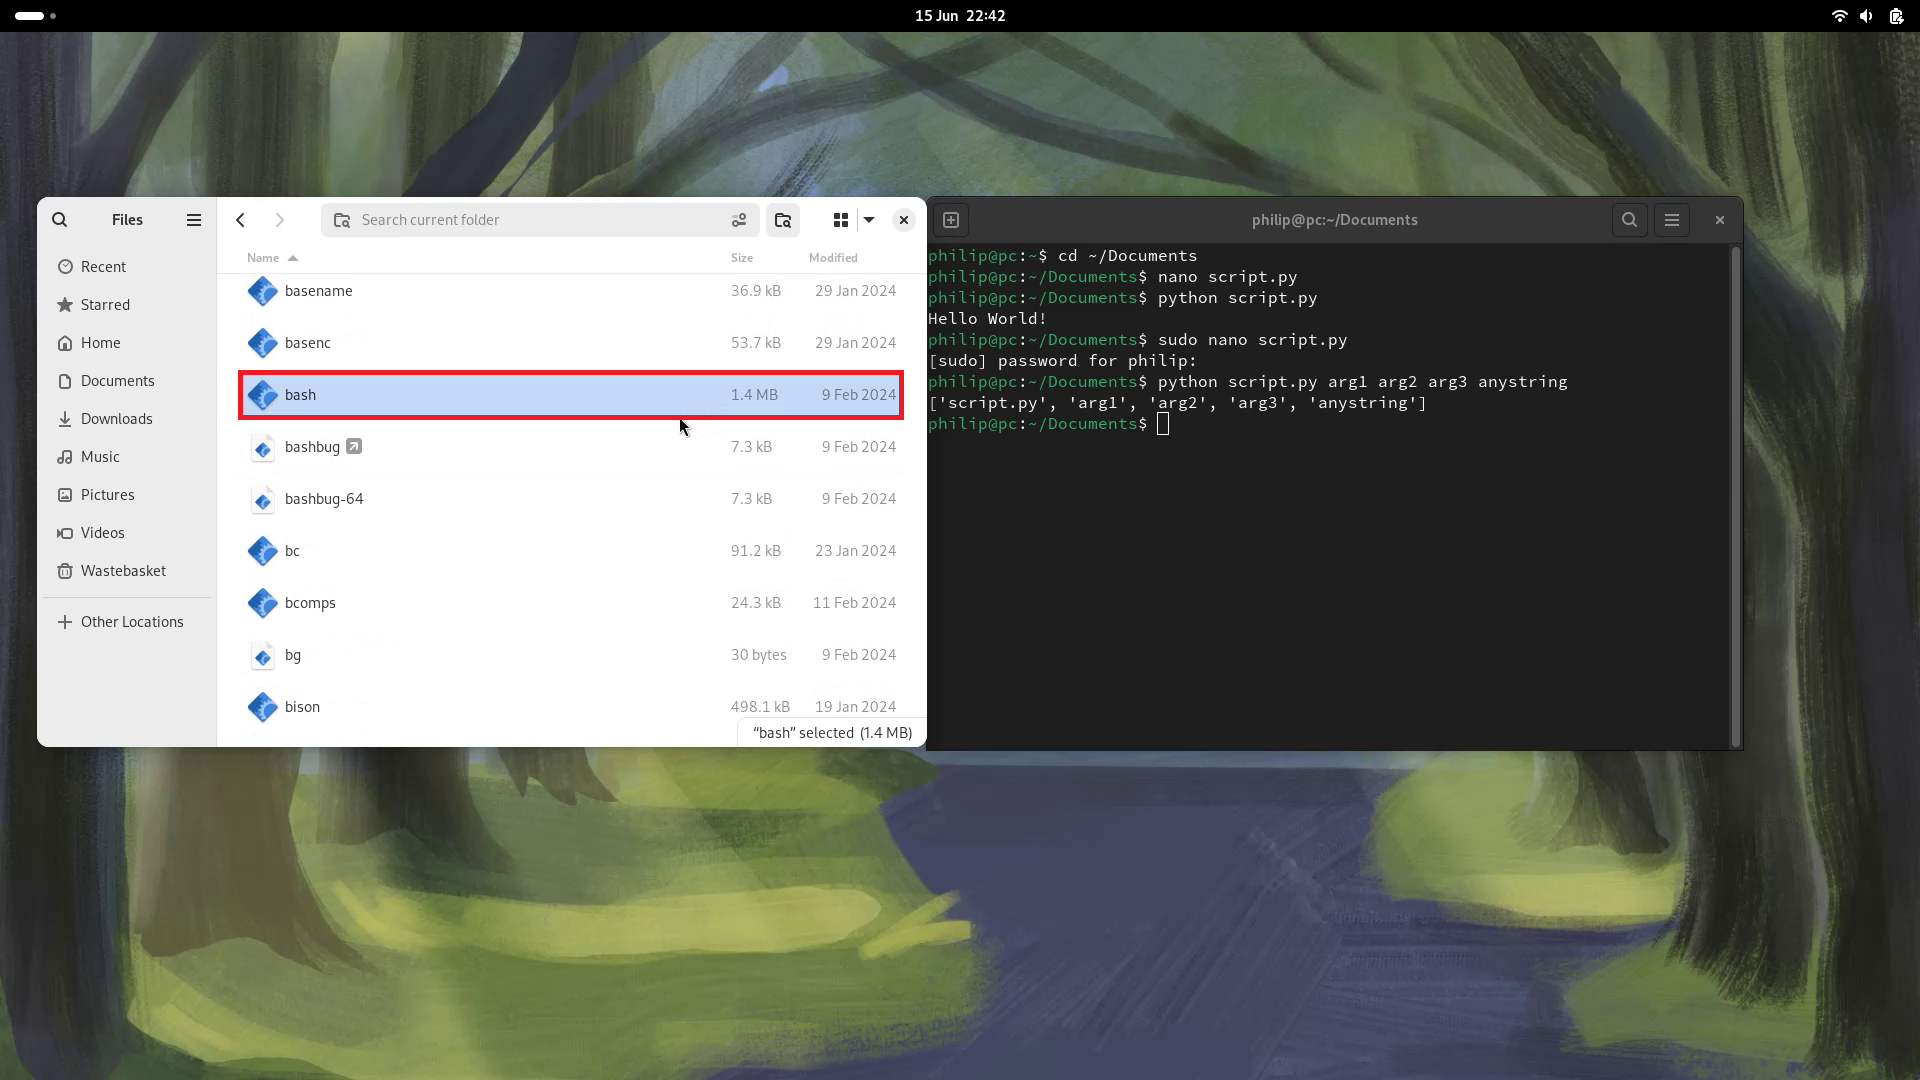 15 Jun 22:42
Files
Search current folder
Recent
Starred
Home
Documents
Downloads
Music
Pictures
Videos
Wastebasket
Other Locations
Name Size Modified
basename 36.9 kB 29 Jan 2024
basenc 53.7 kB 29 Jan 2024
bash 1.4 MB 9 Feb 2024
bashbug 7.3 kB 9 Feb 2024
bashbug-64 7.3 kB 9 Feb 2024
bc 91.2 kB 23 Jan 2024
bcomps 24.3 kB 11 Feb 2024
bg 30 bytes 9 Feb 2024
bison 498.1 kB 19 Jan 2024
“bash” selected (1.4 MB)
philip@pc:~/Documents
philip@pc:~$ cd ~/Documents
philip@pc:~/Documents$ nano script.py
philip@pc:~/Documents$ python script.py
Hello World!
philip@pc:~/Documents$ sudo nano script.py
[sudo] password for philip:
philip@pc:~/Documents$ python script.py arg1 arg2 arg3 anystring
['script.py', 'arg1', 'arg2', 'arg3', 'anystring']
philip@pc:~/Documents$